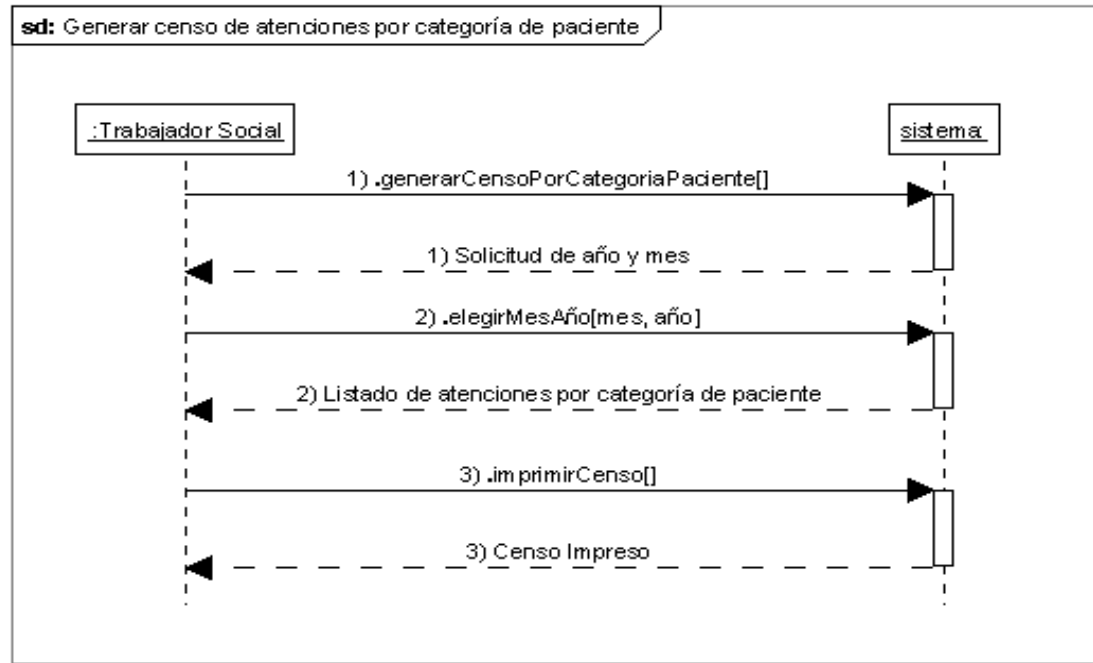 sd: Generar censo de atenciones por categoría de paciente
:Trabajador Social
sistema:
1) .generarCensoPorCategoriaPaciente[]
1) Solicitud de año y mes
2) .elegirMesAño[mes, año]
2) Listado de atenciones por categoría de paciente
3) .imprimirCenso[]
3) Censo Impreso